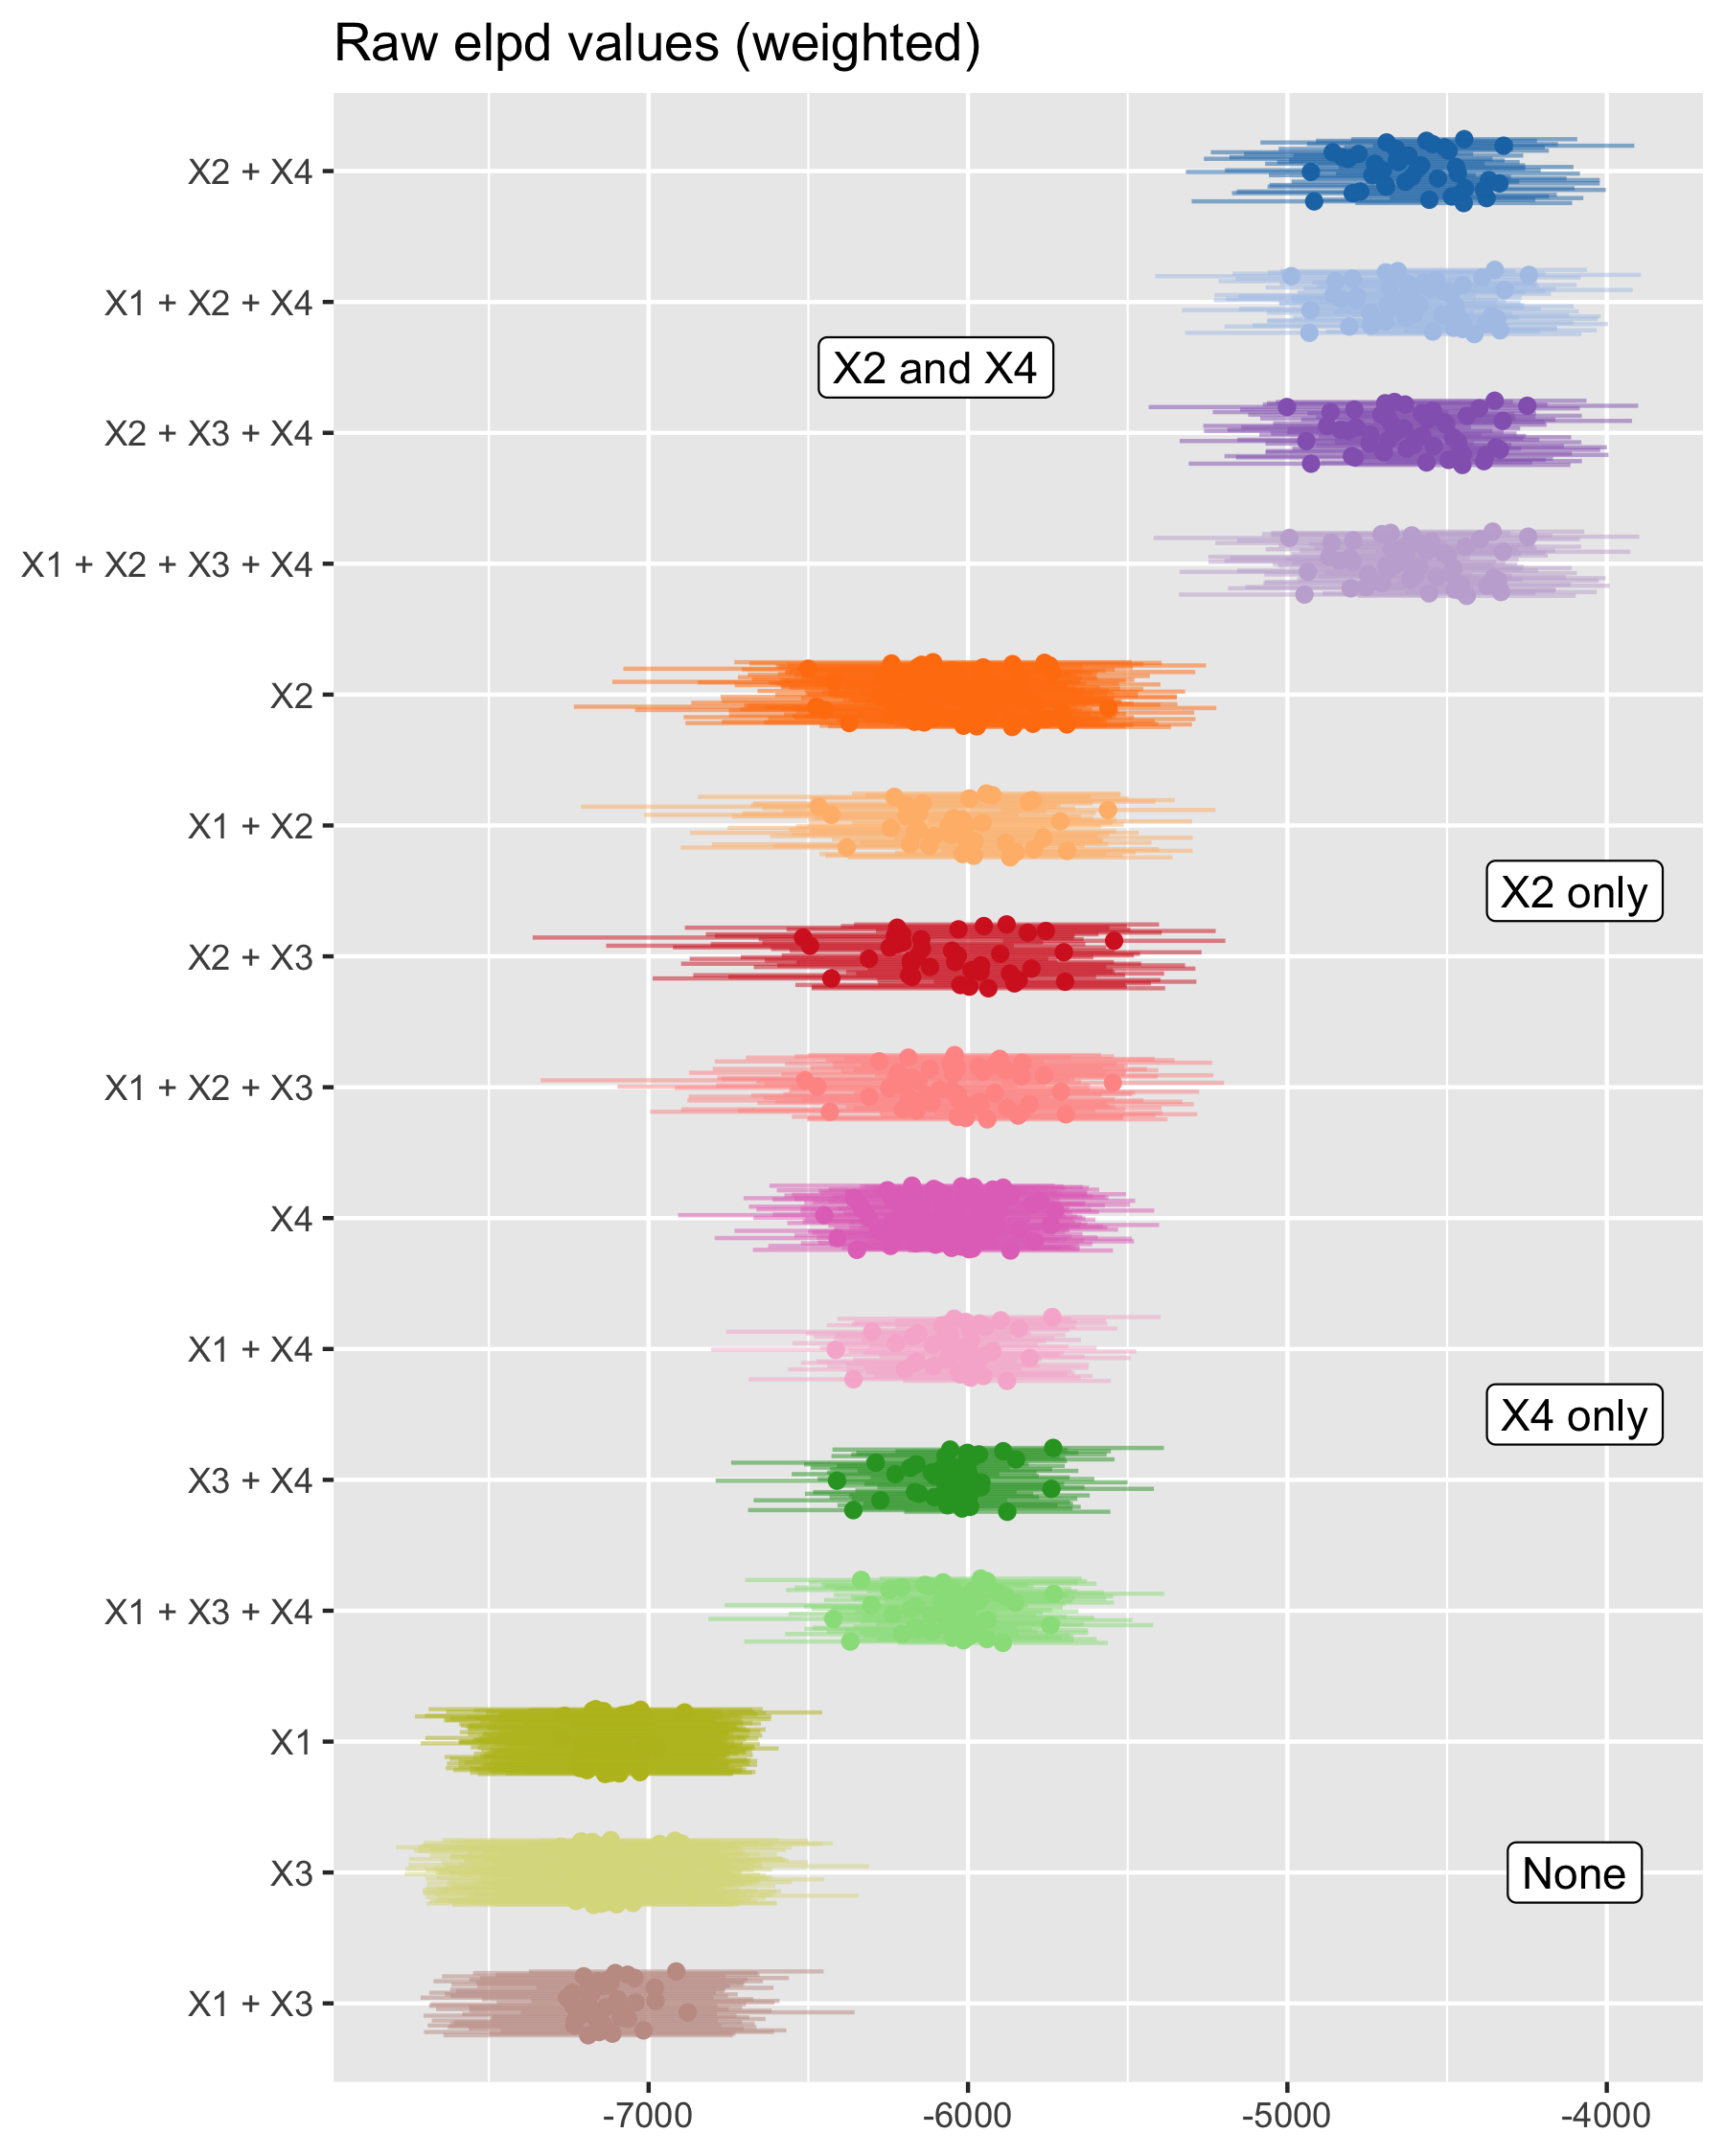 Raw elpd values (weighted)
X2 + X4
X1 + X2 + X4
X2 and X4
X2 + X3 + X4
X1 + X2 + X3 + X4
X2
X1 + X2
X2 only
X2 + X3
X1 + X2 + X3
X4
X1 + X4
X4 only
X3 + X4
X1 + X3 + X4
X1
X3
None
X1 + X3
-7000 -6000 -5000 -4000